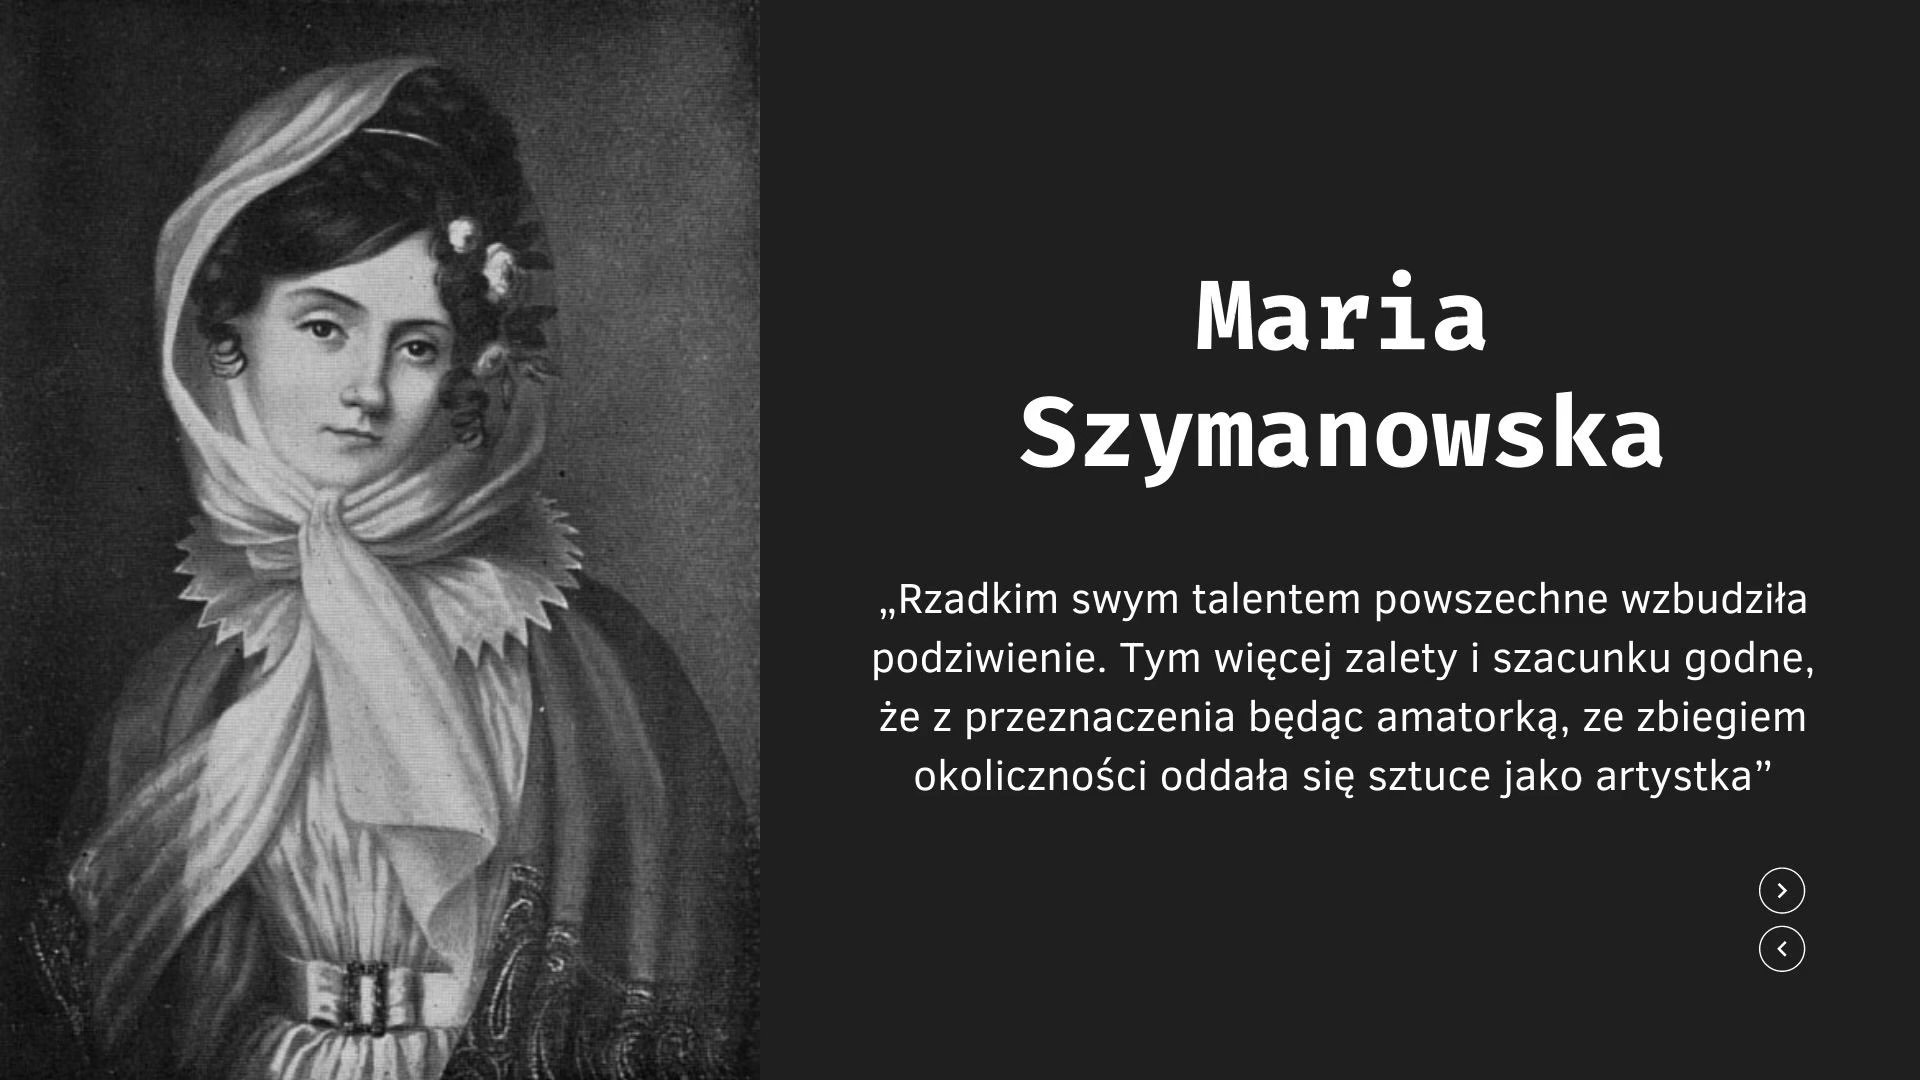 Maria
Szymanowska
„Rzadkim swym talentem powszechne wzbudziła
podziwienie. Tym więcej zalety i szacunku godne,
że z przeznaczenia będąc amatorką, ze zbiegiem
okoliczności oddała się sztuce jako artystka”